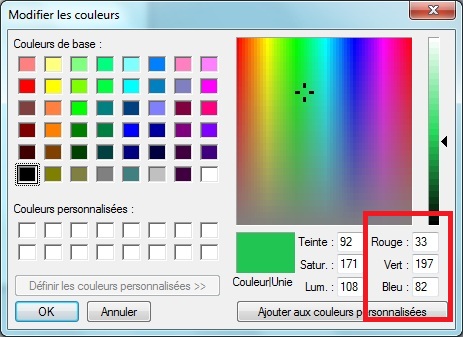 Modifier les couleurs
Couleurs de base :
Couleurs personnalisées :
Définir les couleurs personnalisées >>
OK
Annuler
Couleur|Unie
Teinte : 92
Rouge : 33
Satur. : 171
Vert : 197
Lum. : 108
Bleu : 82
Ajouter aux couleurs personnalisées